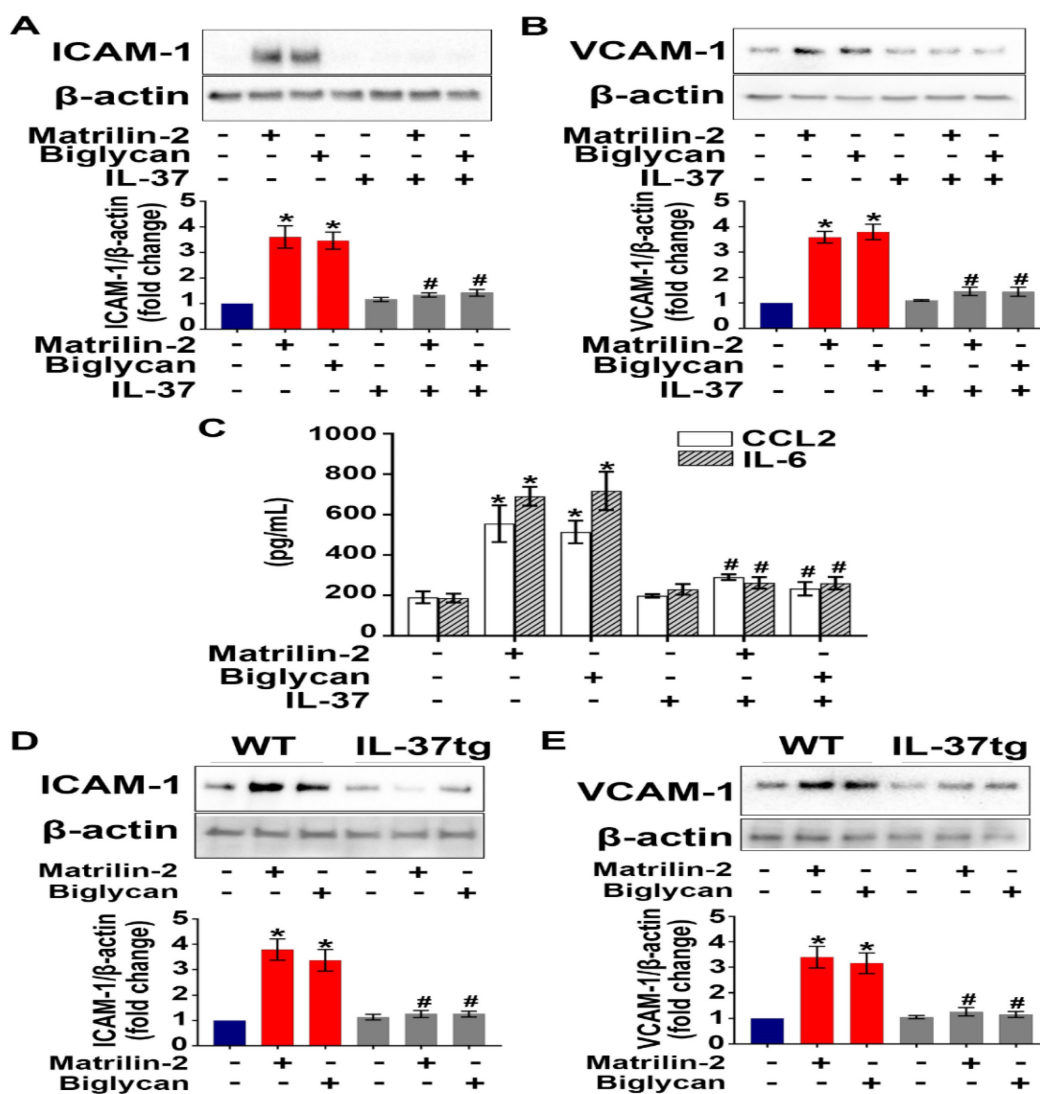 A
ICAM-1
β-actin
Matrilin-2 - + - - + -
Biglycan - - + - - +
IL-37 - - - + + +
ICAM-1/β-actin
(fold change)
5
4
3
2
1
0
* * # #
Matrilin-2 - + - - + -
Biglycan - - + - - +
IL-37 - - - + + +
B
VCAM-1
β-actin
Matrilin-2 - + - - + -
Biglycan - - + - - +
IL-37 - - - + + +
VCAM-1/β-actin
(fold change)
5
4
3
2
1
0
* * # #
Matrilin-2 - + - - + -
Biglycan - - + - - +
IL-37 - - - + + +
C
CCL2
IL-6
(pg/mL)
1000
800
600
400
200
0
* * * * # # # #
Matrilin-2 - + - - + -
Biglycan - - + - - +
IL-37 - - - + + +
D
WT IL-37tg
ICAM-1
β-actin
Matrilin-2 - + - - + -
Biglycan - - + - - +
ICAM-1/β-actin
(fold change)
5
4
3
2
1
0
* * # #
Matrilin-2 - + - - + -
Biglycan - - + - - +
E
WT IL-37tg
VCAM-1
β-actin
Matrilin-2 - + - - + -
Biglycan - - + - - +
VCAM-1/β-actin
(fold change)
5
4
3
2
1
0
* * # #
Matrilin-2 - + - - + -
Biglycan - - + - - +